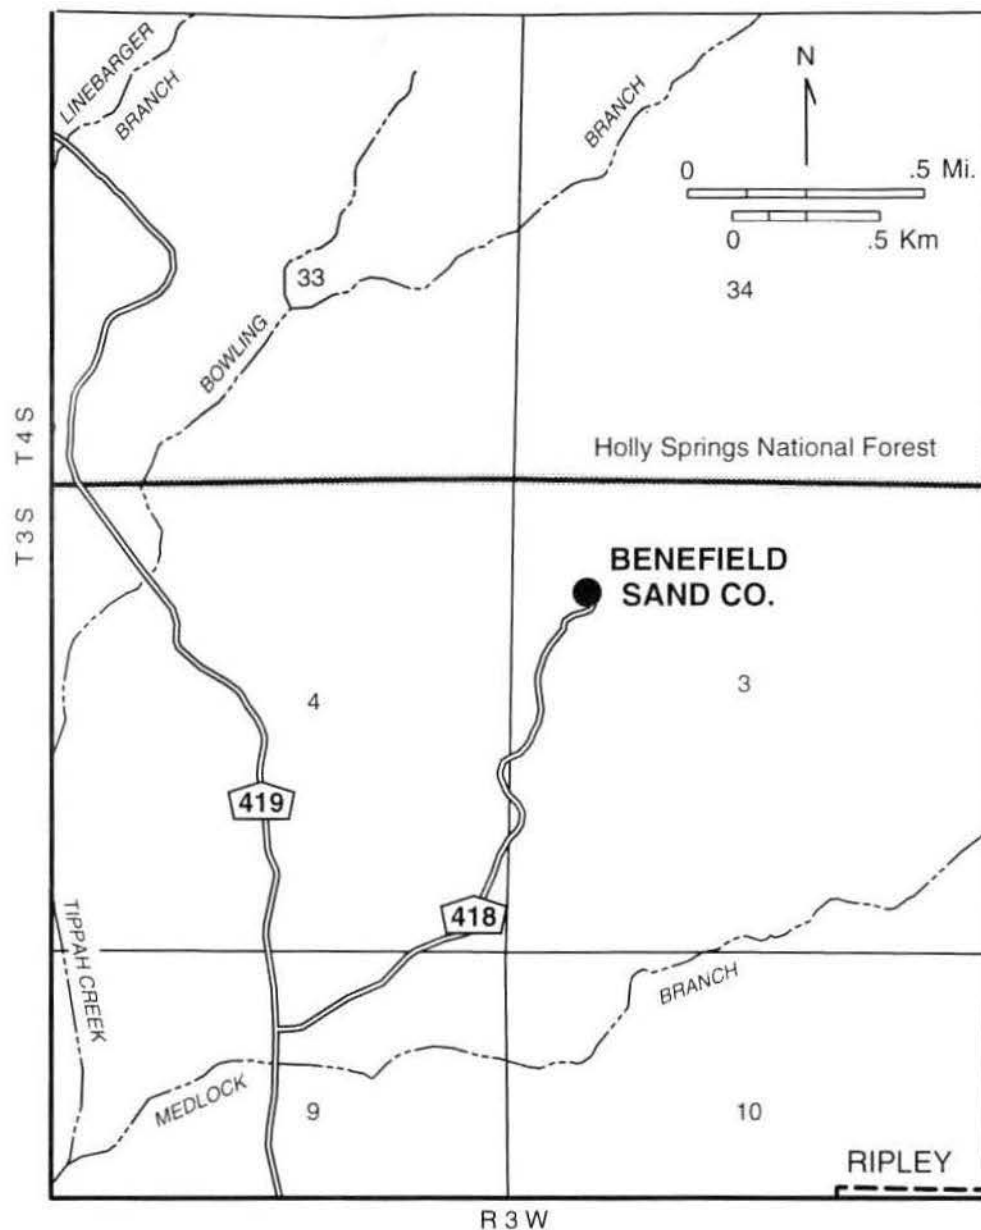 LINEBARGER
BRANCH
BRANCH
N
0 .5 Mi.
0 .5 Km
33
34
BOWLING
Holly Springs National Forest
T 4 S
T 3 S
BENEFIELD
SAND CO.
4
3
419
418
TIPPAH CREEK
BRANCH
MEDLOCK
9
10
RIPLEY
R 3 W